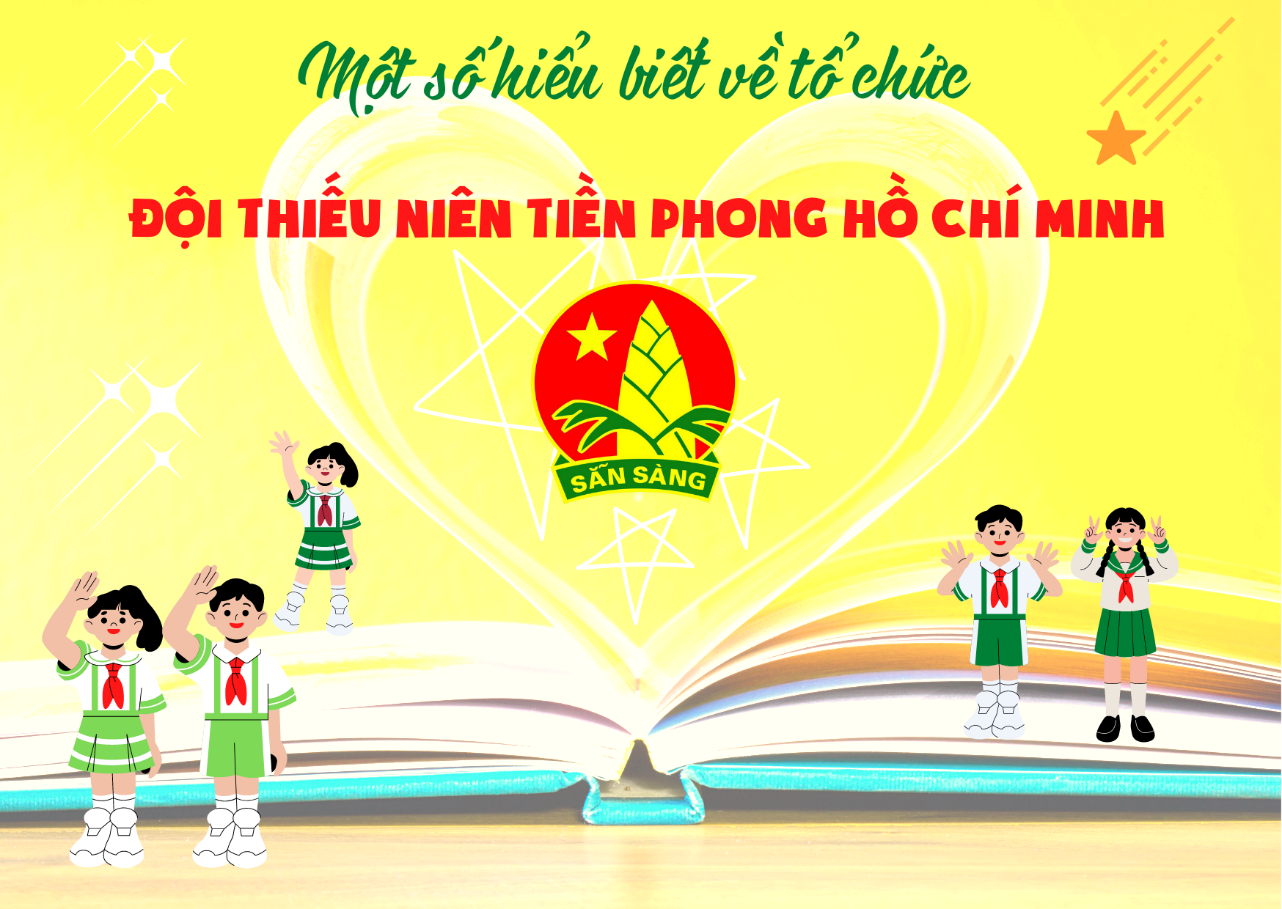 Một số hiểu biết về tổ chức
ĐỘI THIẾU NIÊN TIỀN PHONG HỒ CHÍ MINH
SẴN SÀNG